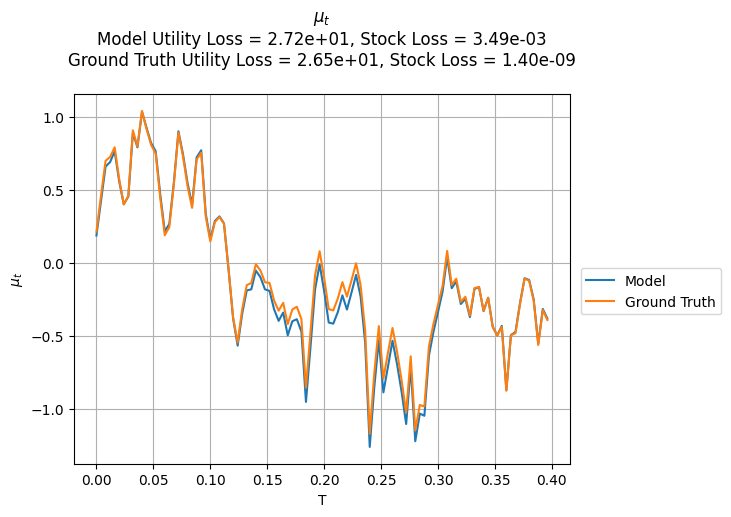 μₜ
Model Utility Loss = 2.72e+01, Stock Loss = 3.49e-03
Ground Truth Utility Loss = 2.65e+01, Stock Loss = 1.40e-09
1.0
0.5
0.0
−0.5
−1.0
μₜ
0.00 0.05 0.10 0.15 0.20 0.25 0.30 0.35 0.40
T
Model
Ground Truth